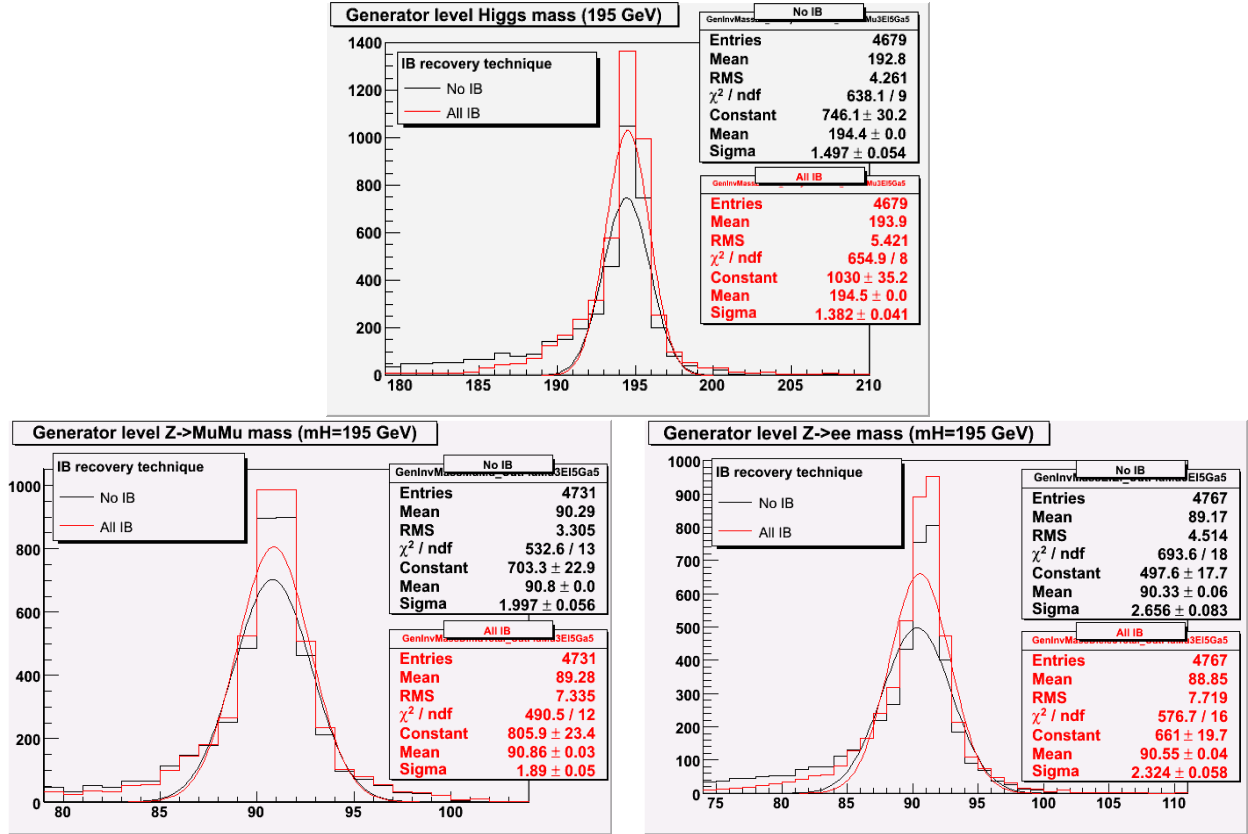 Generator level Higgs mass (195 GeV)
No IB
Entries 4679
Mean 192.8
RMS 4.261
χ² / ndf 638.1 / 9
Constant 746.1 ± 30.2
Mean 194.4 ± 0.0
Sigma 1.497 ± 0.054
All IB
Entries 4679
Mean 193.9
RMS 5.421
χ² / ndf 654.9 / 8
Constant 1030 ± 35.2
Mean 194.5 ± 0.0
Sigma 1.382 ± 0.041
IB recovery technique
No IB
All IB
1400
1200
1000
800
600
400
200
0
180 185 190 195 200 205 210
Generator level Z->MuMu mass (mH=195 GeV)
IB recovery technique
No IB
All IB
No IB
Entries 4731
Mean 90.29
RMS 3.305
χ² / ndf 532.6 / 13
Constant 703.3 ± 22.9
Mean 90.8 ± 0.0
Sigma 1.997 ± 0.056
All IB
Entries 4731
Mean 89.28
RMS 7.335
χ² / ndf 490.5 / 12
Constant 805.9 ± 23.4
Mean 90.86 ± 0.03
Sigma 1.89 ± 0.05
1000
800
600
400
200
0
80 85 90 95 100
Generator level Z->ee mass (mH=195 GeV)
IB recovery technique
No IB
All IB
No IB
Entries 4767
Mean 89.17
RMS 4.514
χ² / ndf 693.6 / 18
Constant 497.6 ± 17.7
Mean 90.33 ± 0.06
Sigma 2.656 ± 0.083
All IB
Entries 4767
Mean 88.85
RMS 7.719
χ² / ndf 576.7 / 16
Constant 661 ± 19.7
Mean 90.55 ± 0.04
Sigma 2.324 ± 0.058
1000
900
800
700
600
500
400
300
200
100
0
75 80 85 90 95 100 105 110